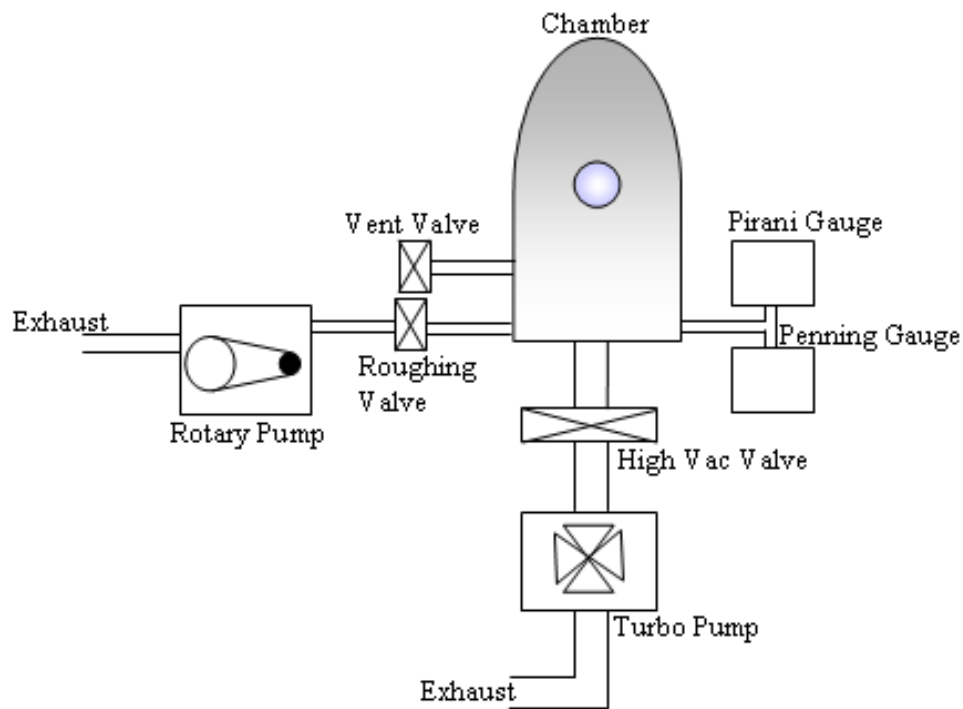 Chamber
Vent Valve
Pirani Gauge
Exhaust
Penning Gauge
Roughing
Valve
Rotary Pump
High Vac Valve
Turbo Pump
Exhaust